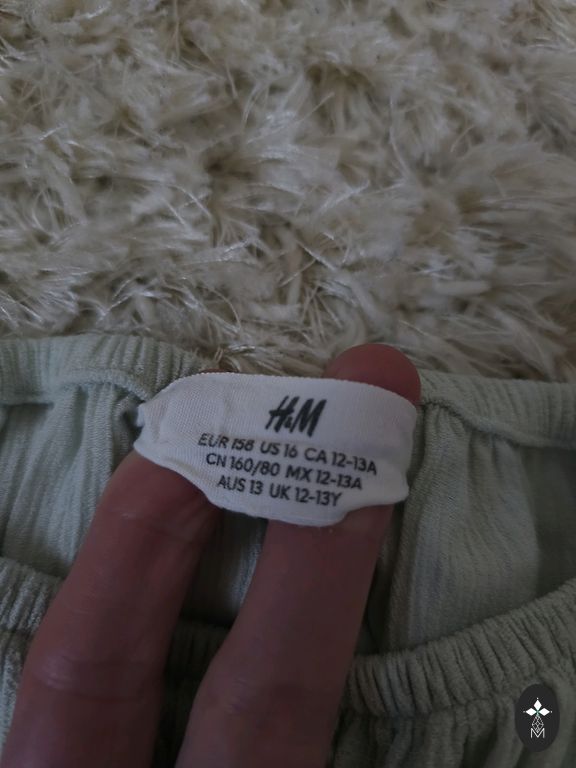 H&M
EUR 158 US 16 CA 12-13A
CN 160/80 MX 12-13A
AUS 13 UK 12-13Y
M